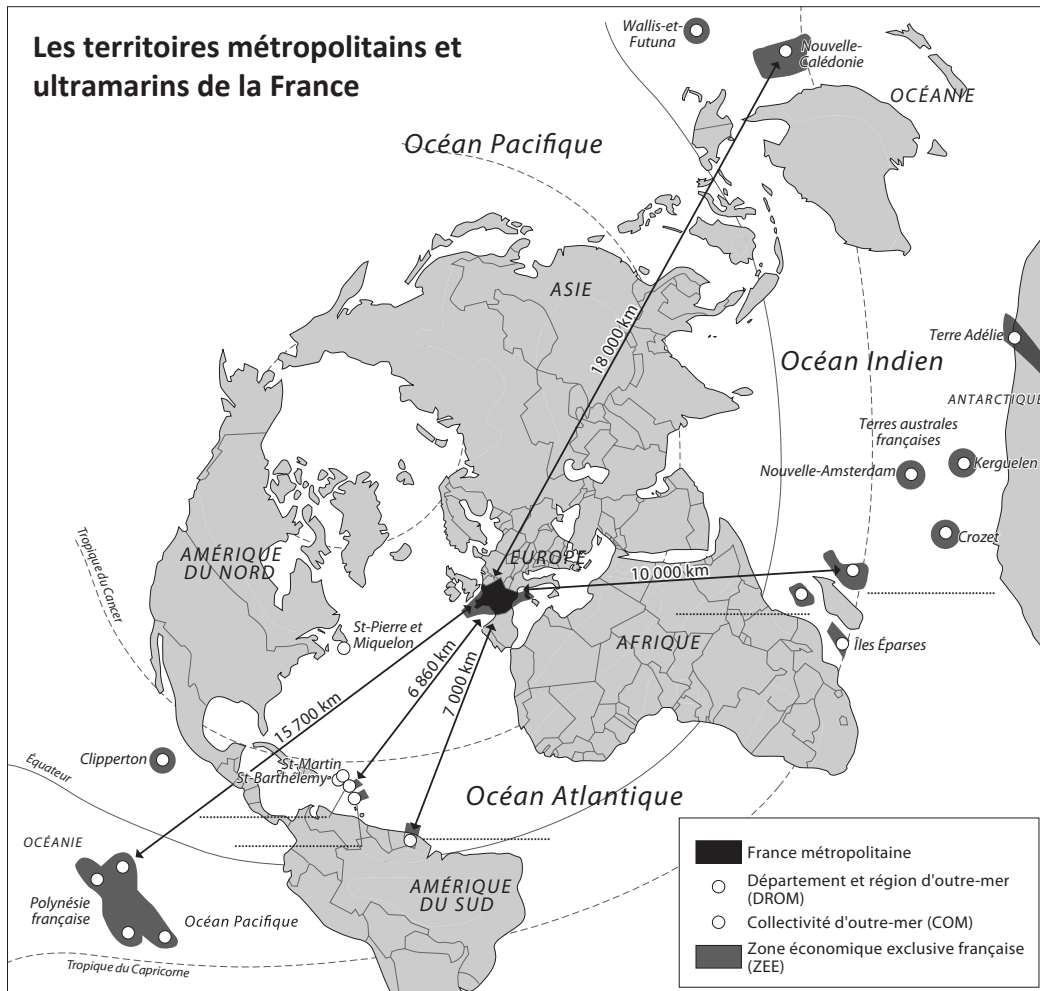 Les territoires métropolitains et
ultramarins de la France
Wallis-et-
Futuna
Nouvelle-
Calédonie
OCÉANIE
Océan Pacifique
ASIE
18 000 km
Océan Indien
Terre Adélie
ANTARCTIQUE
Terres australes
françaises
Nouvelle-Amsterdam
Kerguelen
Crozet
Tropique du Cancer
AMÉRIQUE
DU NORD
EUROPE
10 000 km
St-Pierre et
Miquelon
AFRIQUE
Îles Éparses
6 860 km
7 000 km
15 700 km
Clipperton
St-Martin
St-Barthélemy
Équateur
Océan Atlantique
OCÉANIE
Polynésie
française
Océan Pacifique
AMÉRIQUE
DU SUD
Tropique du Capricorne
France métropolitaine
Département et région d'outre-mer
(DROM)
Collectivité d'outre-mer (COM)
Zone économique exclusive française
(ZEE)